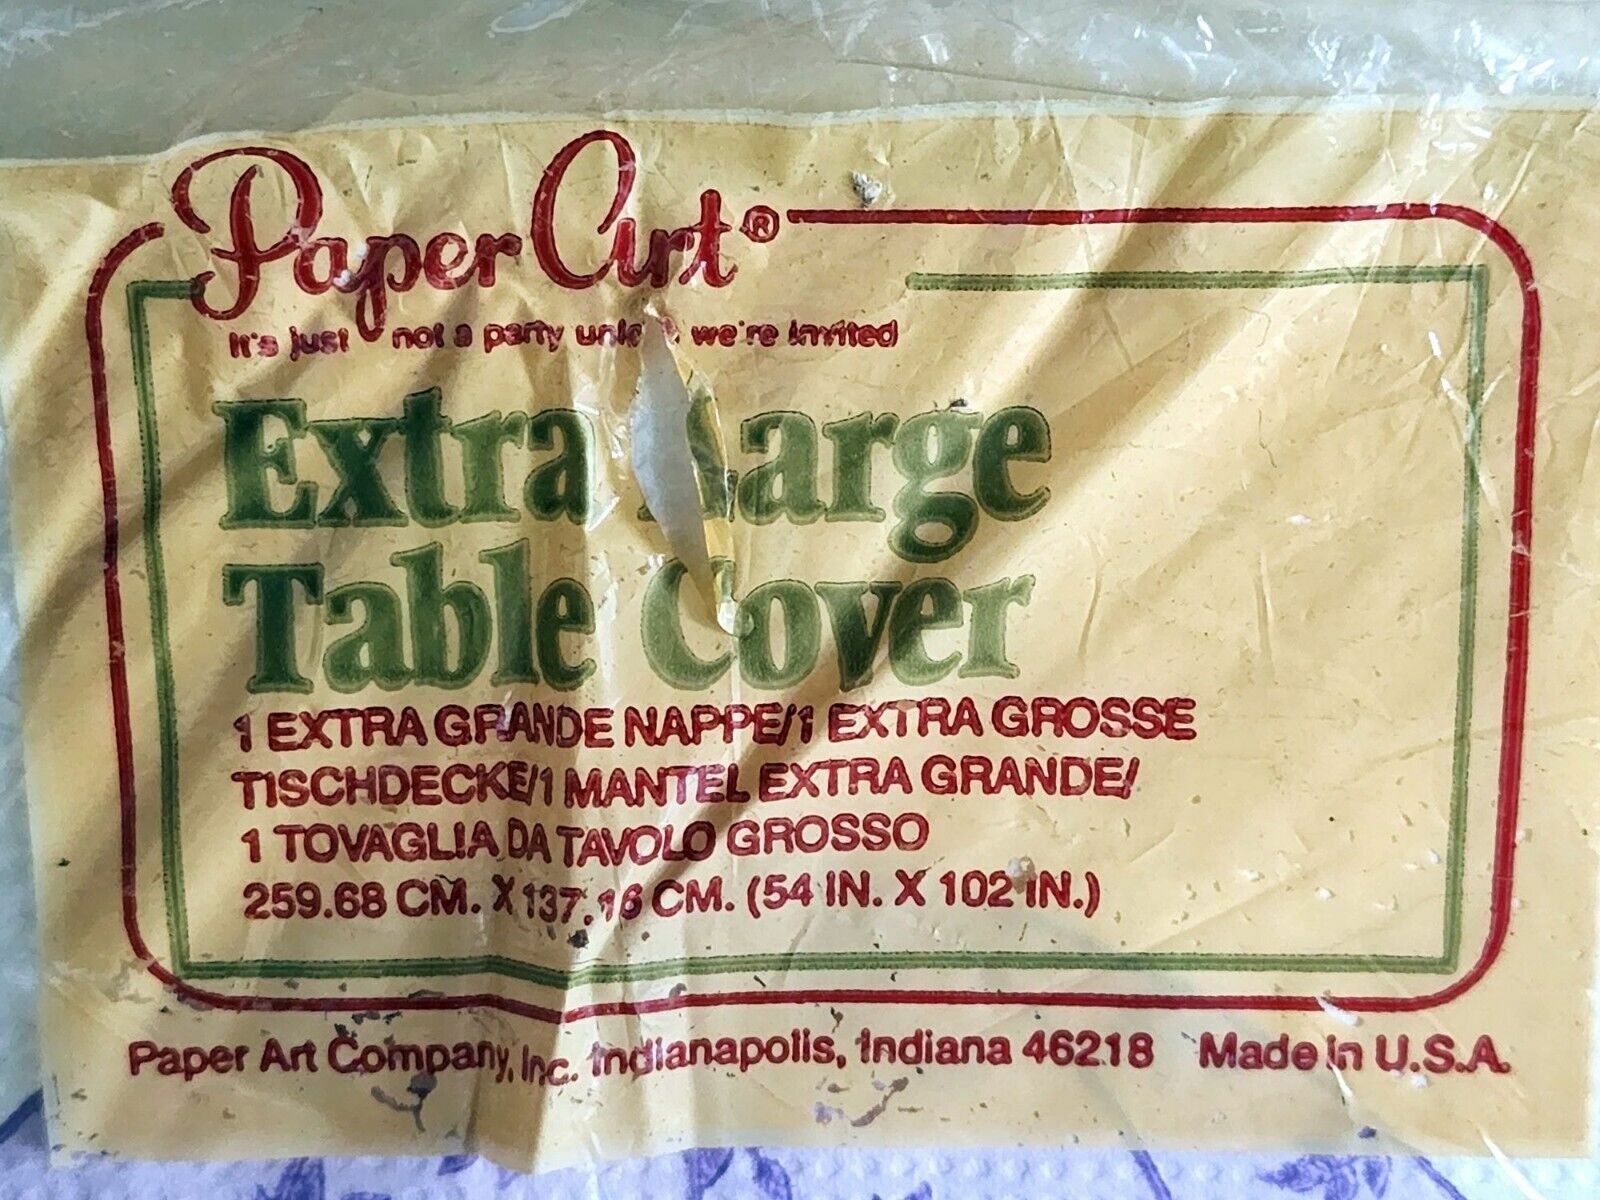 Paper Art®
It's just not a party unless we're invited
Extra Large
Table Cover
1 EXTRA GRANDE NAPPE/1 EXTRA GROSSE
TISCHDECKE/1 MANTEL EXTRA GRANDE/
1 TOVAGLIA DA TAVOLO GROSSO
259.68 CM. X 137.16 CM. (54 IN. X 102 IN.)
Paper Art Company, Inc. Indianapolis, Indiana 46218 Made in U.S.A.